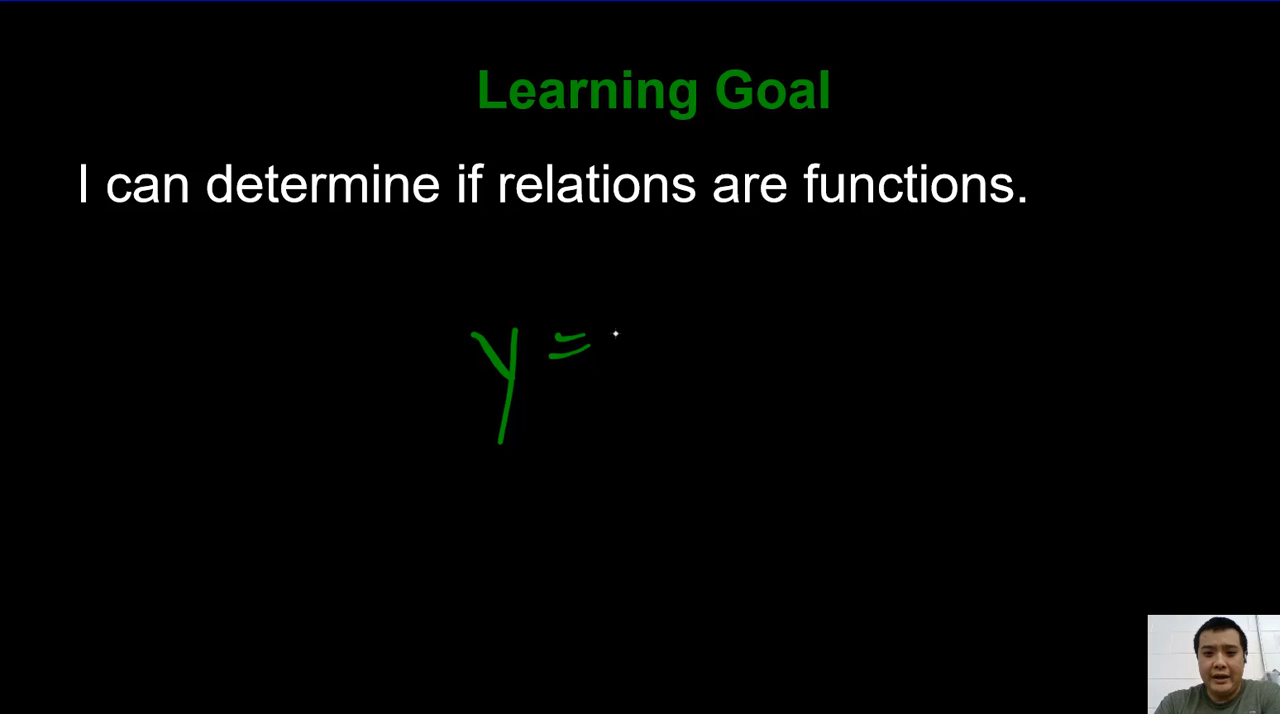 Learning Goal
I can determine if relations are functions.
y =